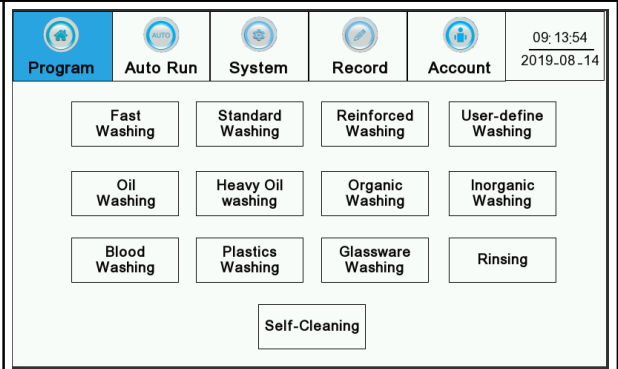 Program
Auto Run
System
Record
Account
09:13:54
2019-08-14
Fast
Washing
Standard
Washing
Reinforced
Washing
User-define
Washing
Oil
Washing
Heavy Oil
washing
Organic
Washing
Inorganic
Washing
Blood
Washing
Plastics
Washing
Glassware
Washing
Rinsing
Self-Cleaning